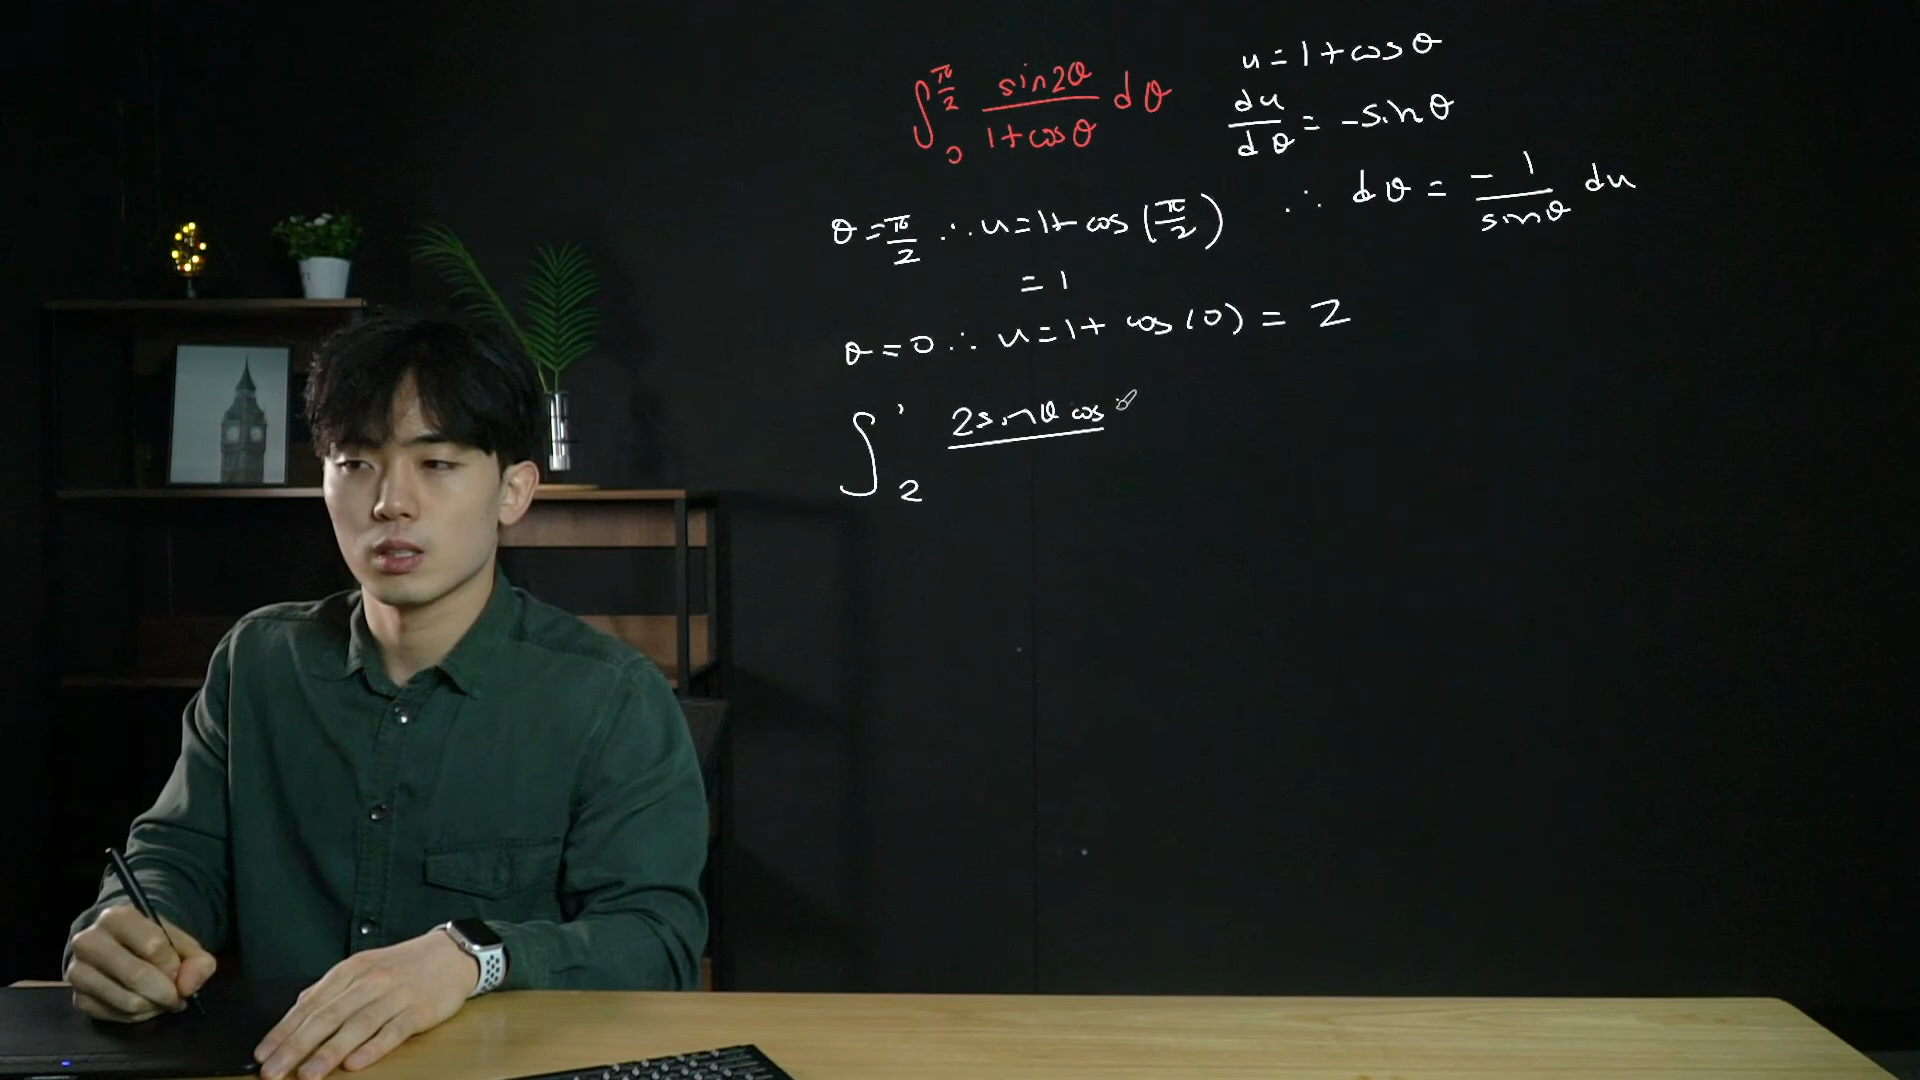 ∫₀^(π/2) sin2θ/(1+cosθ) dθ
u = 1 + cosθ
du/dθ = -sinθ
∴ dθ = -1/sinθ du
θ = π/2 ∴ u = 1 + cos(π/2)
= 1
θ = 0 ∴ u = 1 + cos(0) = 2
∫₂¹ 2sinθ cos